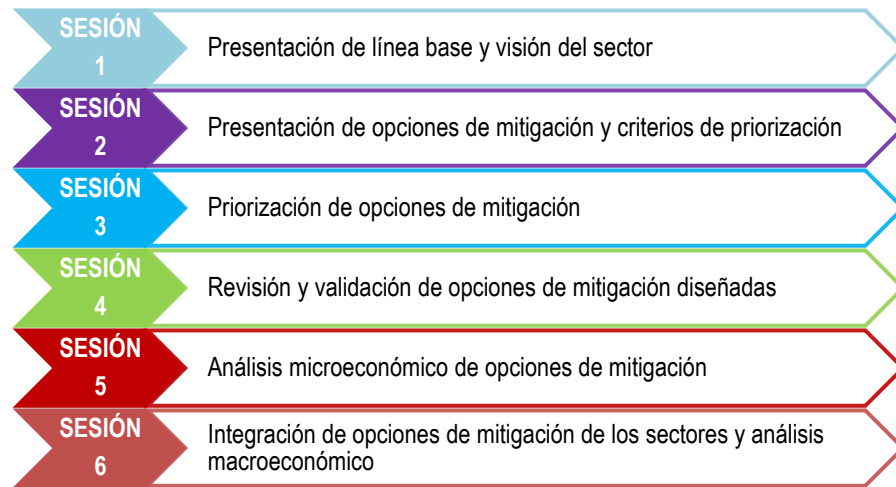 SESIÓN
1
Presentación de línea base y visión del sector
SESIÓN
2
Presentación de opciones de mitigación y criterios de priorización
SESIÓN
3
Priorización de opciones de mitigación
SESIÓN
4
Revisión y validación de opciones de mitigación diseñadas
SESIÓN
5
Análisis microeconómico de opciones de mitigación
SESIÓN
6
Integración de opciones de mitigación de los sectores y análisis
macroeconómico